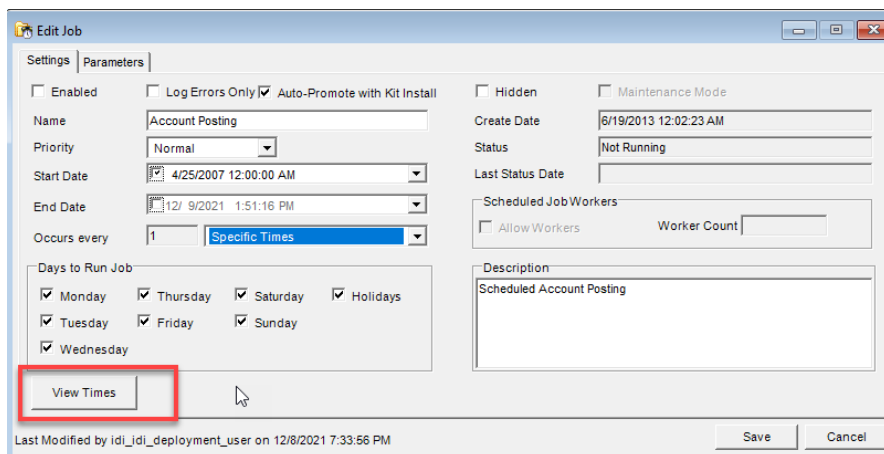 Edit Job
Settings Parameters
Enabled Log Errors Only Auto-Promote with Kit Install Hidden Maintenance Mode
Name Account Posting Create Date 6/19/2013 12:02:23 AM
Priority Normal Status Not Running
Start Date 4/25/2007 12:00:00 AM Last Status Date
End Date 12/ 9/2021 1:51:16 PM Scheduled Job Workers
Allow Workers Worker Count
Occurs every 1 Specific Times
Days to Run Job Description
Monday Thursday Saturday Holidays Scheduled Account Posting
Tuesday Friday Sunday
Wednesday
View Times
Last Modified by idi_idi_deployment_user on 12/8/2021 7:33:56 PM Save Cancel